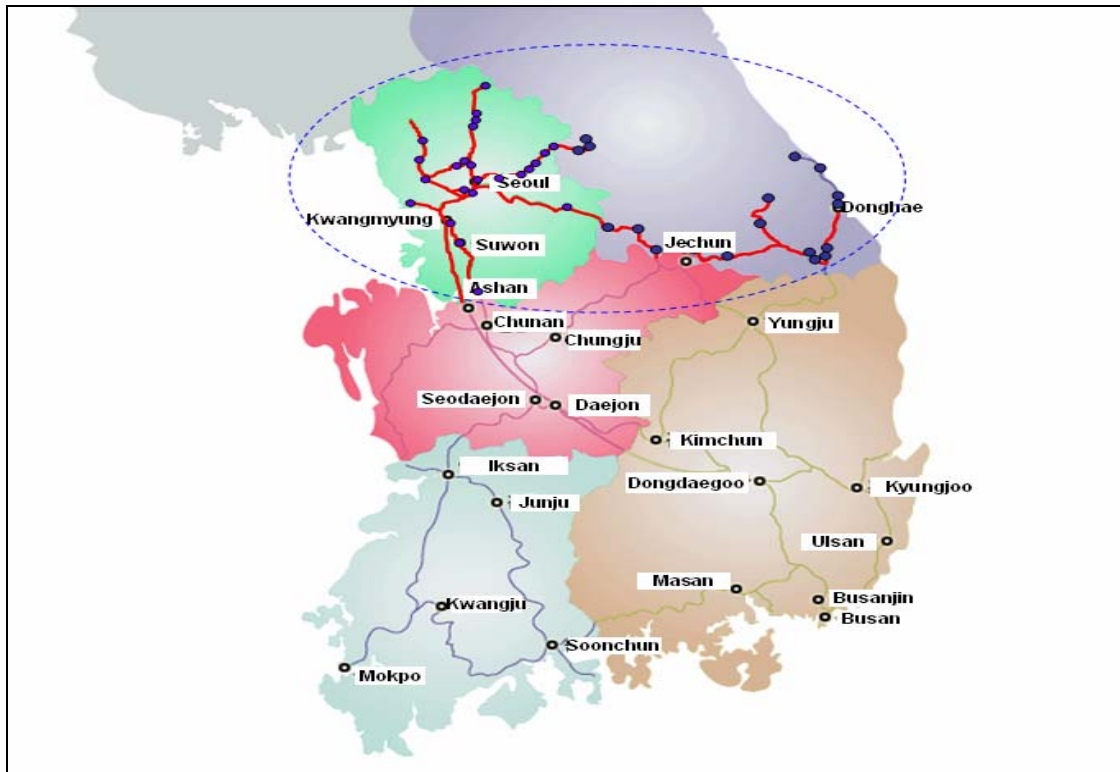 Seoul
Donghae
Kwangmyung
Suwon
Jechun
Ashan
Chunan
Yungju
Chungju
Seodaejon
Daejon
Kimchun
Iksan
Dongdaegoo
Kyungjoo
Junju
Ulsan
Masan
Busanjin
Kwangju
Busan
Soonchun
Mokpo